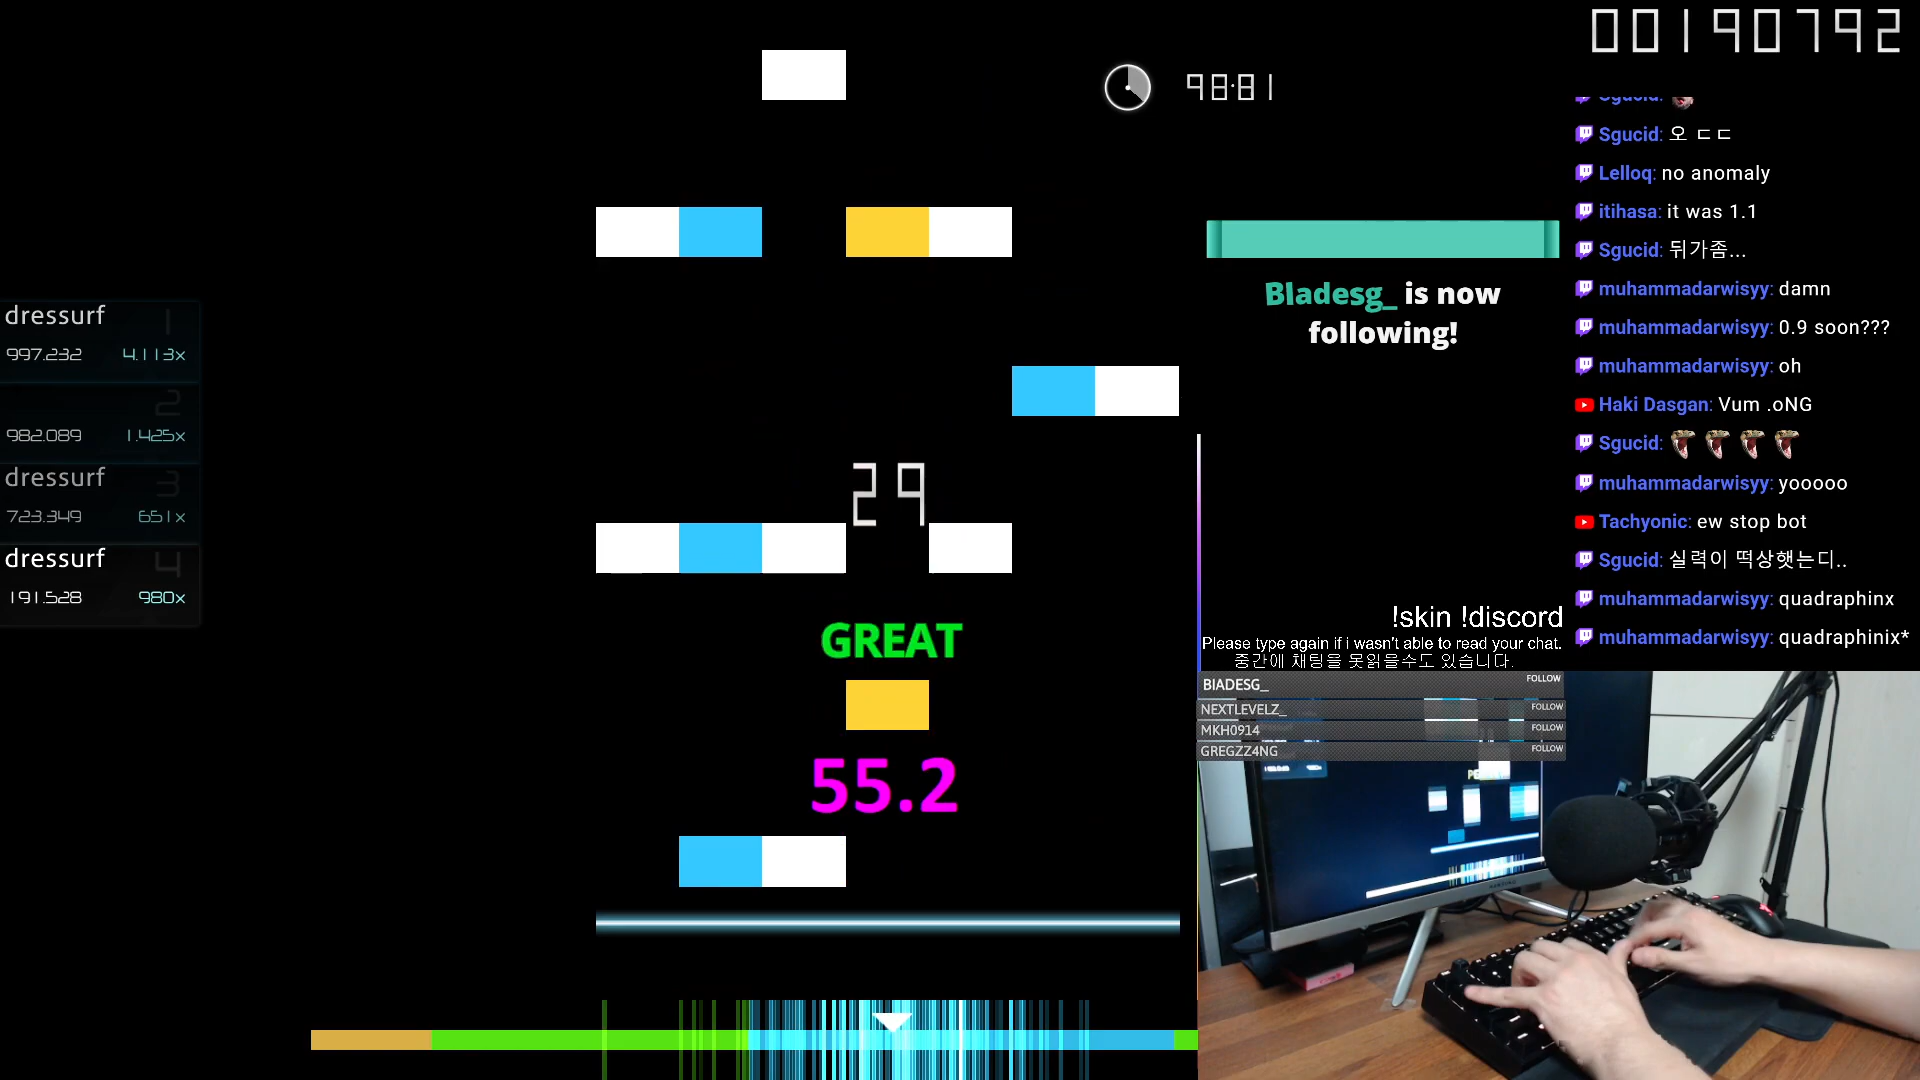 00190792
98.81
Sgucid:
Sgucid: 오 ㄷㄷ
Lelloq: no anomaly
itihasa: it was 1.1
Sgucid: 뒤가좀...
muhammadarwisyy: damn
muhammadarwisyy: 0.9 soon???
muhammadarwisyy: oh
Haki Dasgan: Vum .oNG
Sgucid:
muhammadarwisyy: yooooo
Tachyonic: ew stop bot
Sgucid: 실력이 떡상햇는디..
muhammadarwisyy: quadraphinx
muhammadarwisyy: quadraphinix*
Bladesg_ is now
following!
dressurf 1
997.232 4.113x
2
982.089 1.425x
dressurf 3
723.349 651x
dressurf 4
191.528 980x
29
GREAT
55.2
!skin !discord
Please type again if i wasn't able to read your chat.
중간에 채팅을 못읽을수도 있습니다.
BIADESG_ FOLLOW
NEXTLEVELZ_ FOLLOW
MKH0914 FOLLOW
GREGZZ4NG FOLLOW